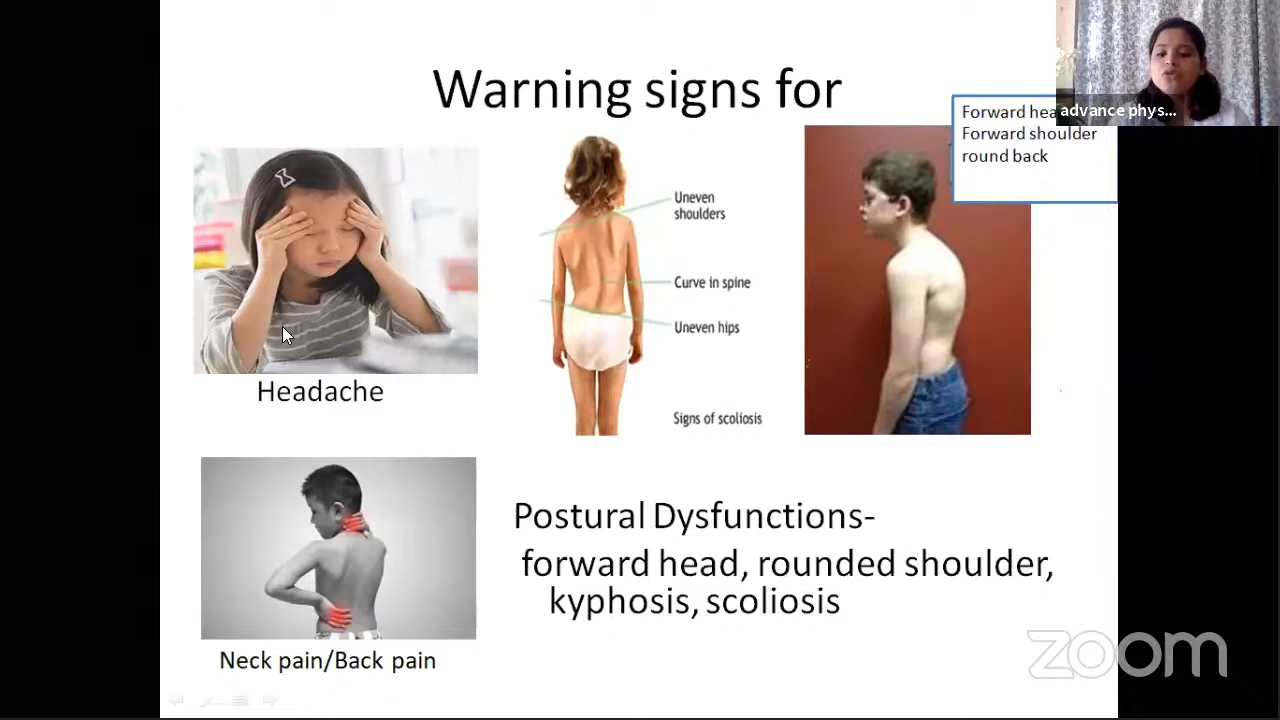 Warning signs for
Forward hea
advance phys...
Forward shoulder
round back
Uneven
shoulders
Curve in spine
Uneven hips
Signs of scoliosis
Headache
Postural Dysfunctions-
forward head, rounded shoulder,
kyphosis, scoliosis
Neck pain/Back pain
zoom